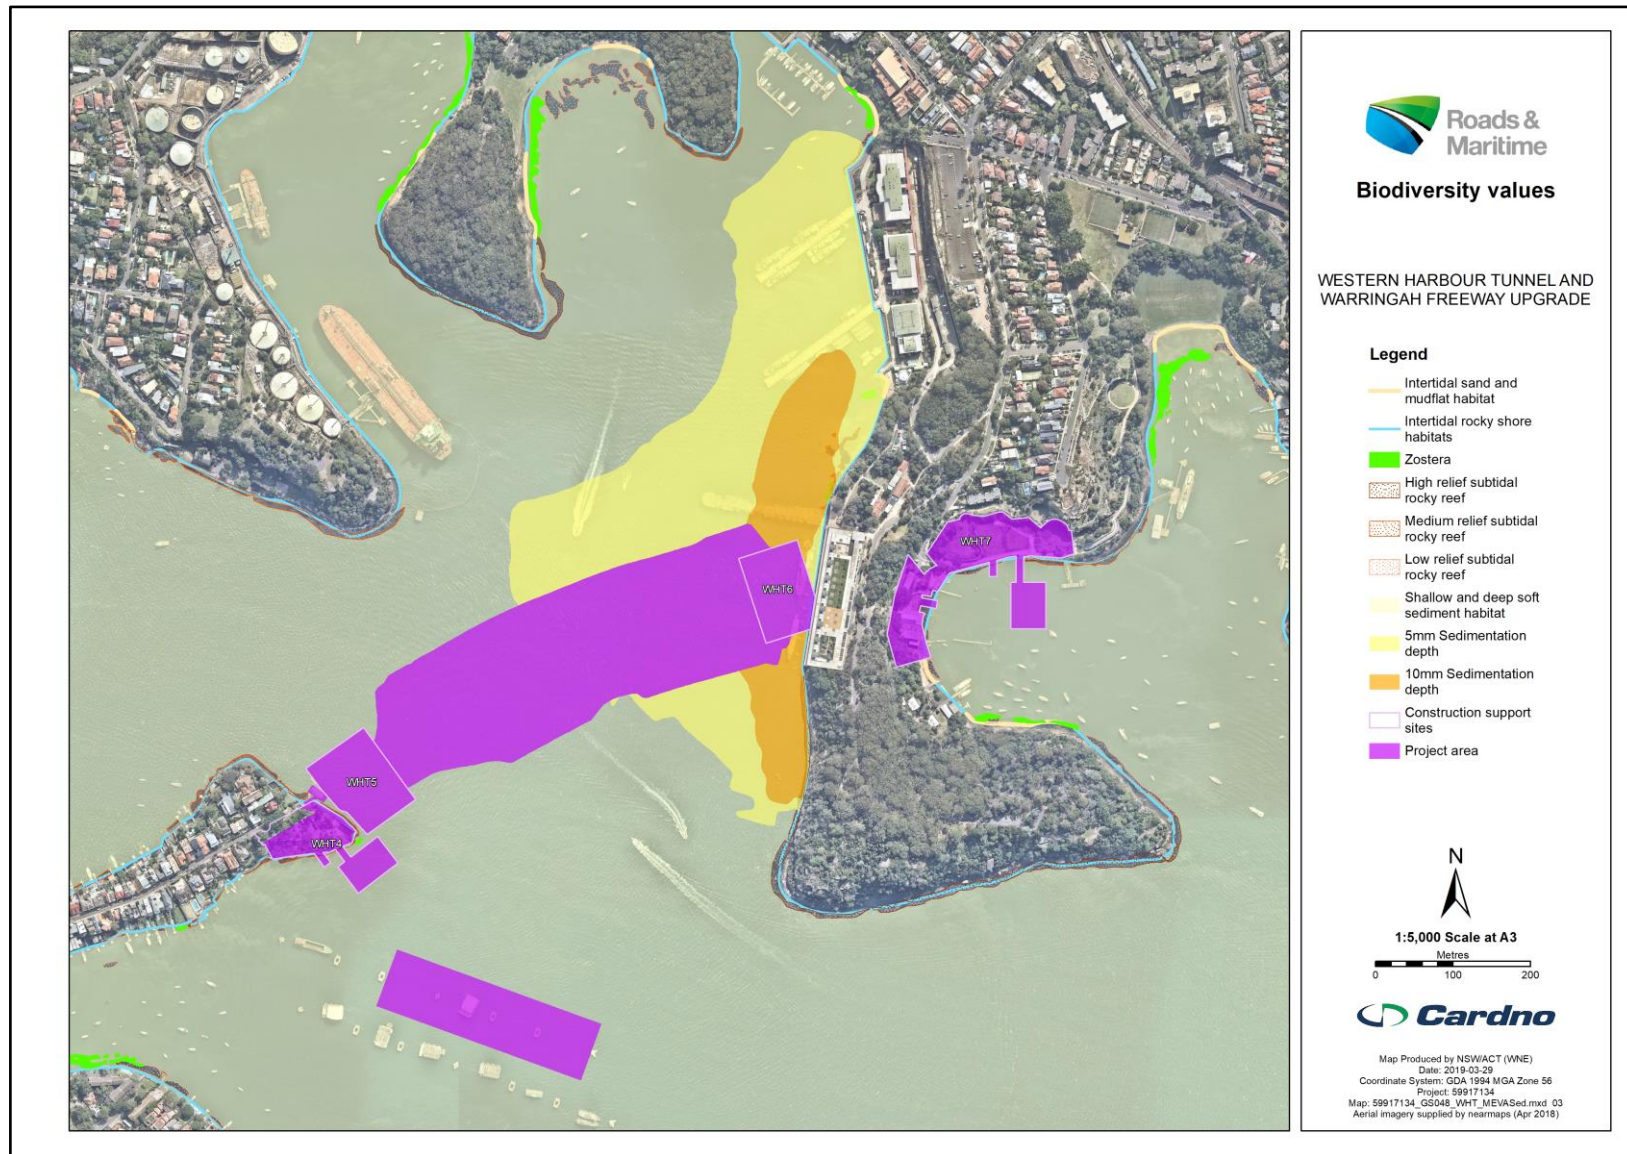 WHT6
WHT7
WHT5
WHT4
Roads &
Maritime
Biodiversity values
WESTERN HARBOUR TUNNEL AND
WARRINGAH FREEWAY UPGRADE
Legend
Intertidal sand and
mudflat habitat
Intertidal rocky shore
habitats
Zostera
High relief subtidal
rocky reef
Medium relief subtidal
rocky reef
Low relief subtidal
rocky reef
Shallow and deep soft
sediment habitat
5mm Sedimentation
depth
10mm Sedimentation
depth
Construction support
sites
Project area
N
1:5,000 Scale at A3
Metres
0 100 200
Cardno
Map Produced by NSW/ACT (WNE)
Date: 2019-03-29
Coordinate System: GDA 1994 MGA Zone 56
Project: 59917134
Map: 59917134_GS048_WHT_MEVASed.mxd 03
Aerial imagery supplied by nearmaps (Apr 2018)